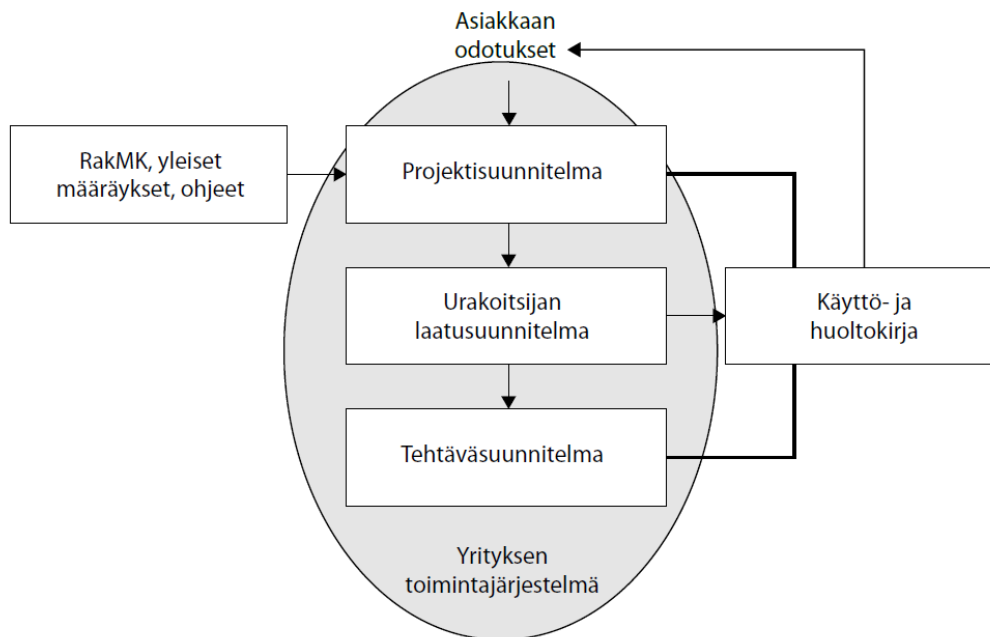 Asiakkaan
odotukset
RakMK, yleiset
määräykset, ohjeet
Projektisuunnitelma
Urakoitsijan
laatusuunnitelma
Käyttö- ja
huoltokirja
Tehtäväsuunnitelma
Yrityksen
toimintajärjestelmä